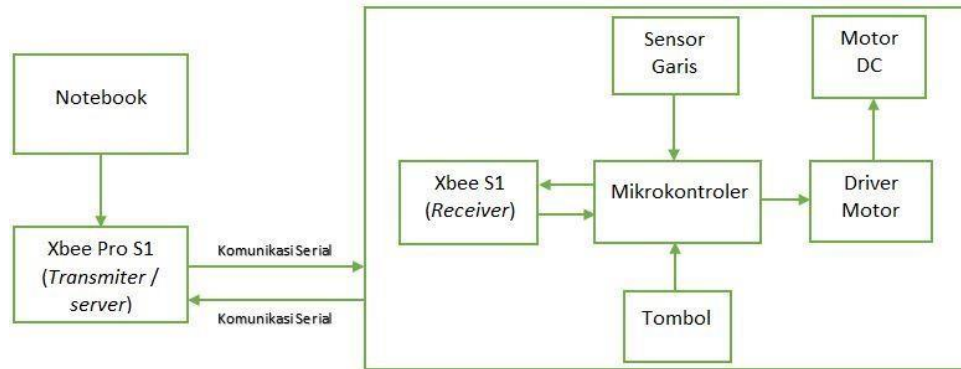 Notebook
Xbee Pro S1
(Transmiter /
server)
Komunikasi Serial
Komunikasi Serial
Sensor
Garis
Motor
DC
Xbee S1
(Receiver)
Mikrokontroler
Driver
Motor
Tombol